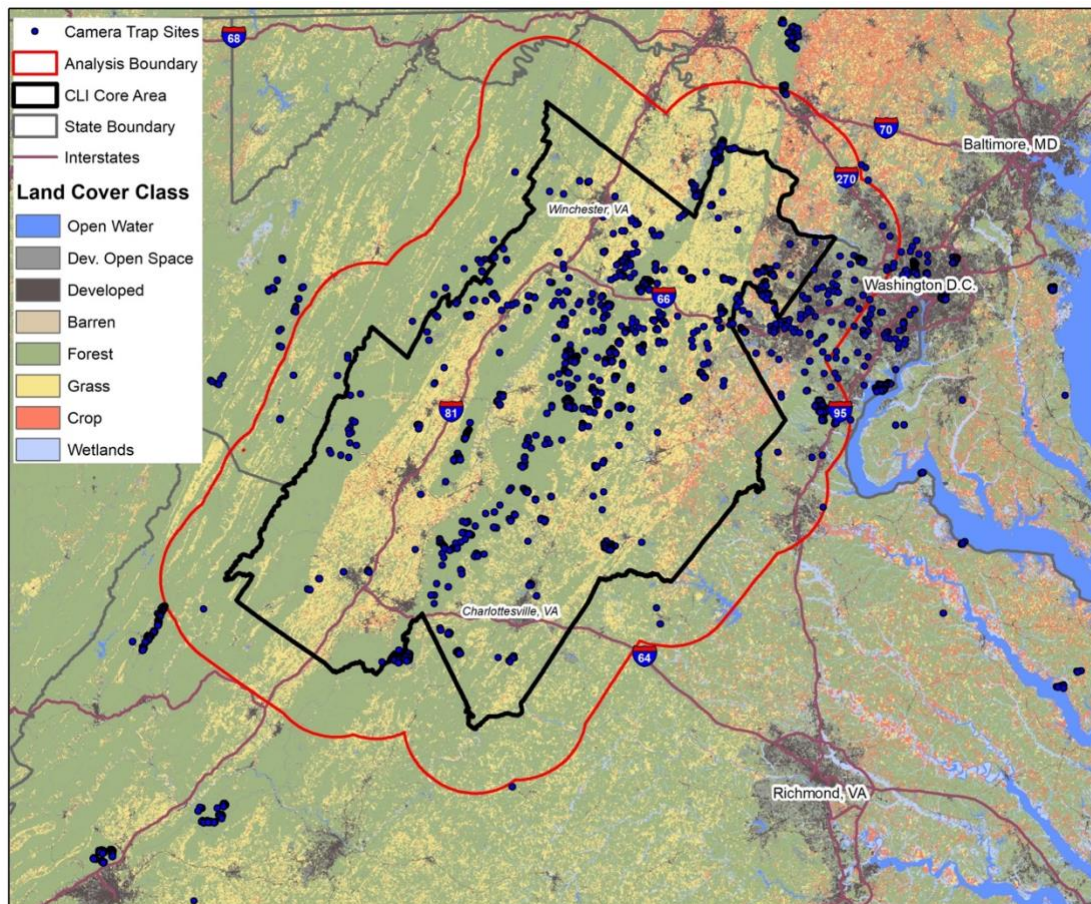 Camera Trap Sites
Analysis Boundary
CLI Core Area
State Boundary
Interstates
Land Cover Class
Open Water
Dev. Open Space
Developed
Barren
Forest
Grass
Crop
Wetlands
68
70
Baltimore, MD
270
Winchester, VA
Washington D.C.
66
81
95
Charlottesville, VA
64
Richmond, VA